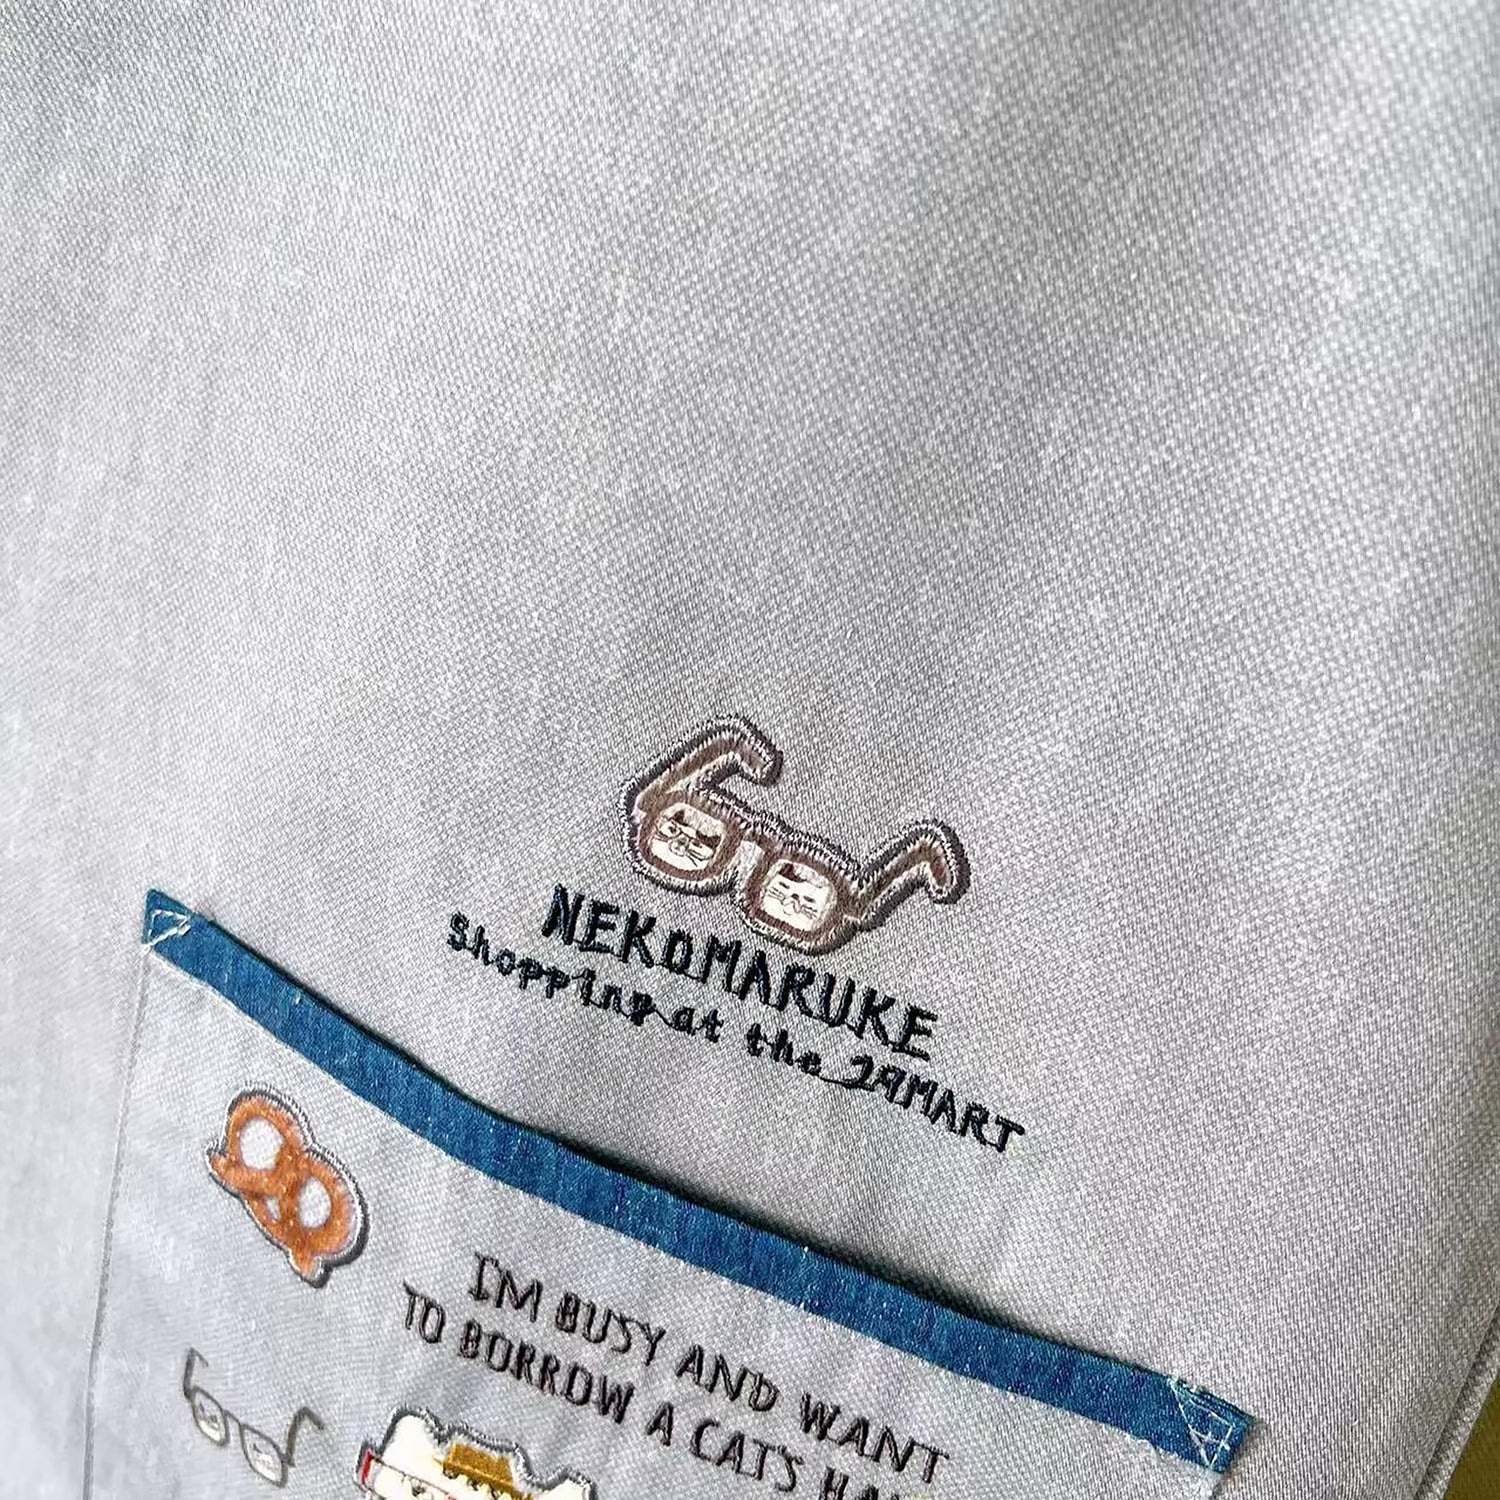 NEKOMARUKE
Shopping at the 29MART
I'M BUSY AND WANT
TO BORROW A CAT'S